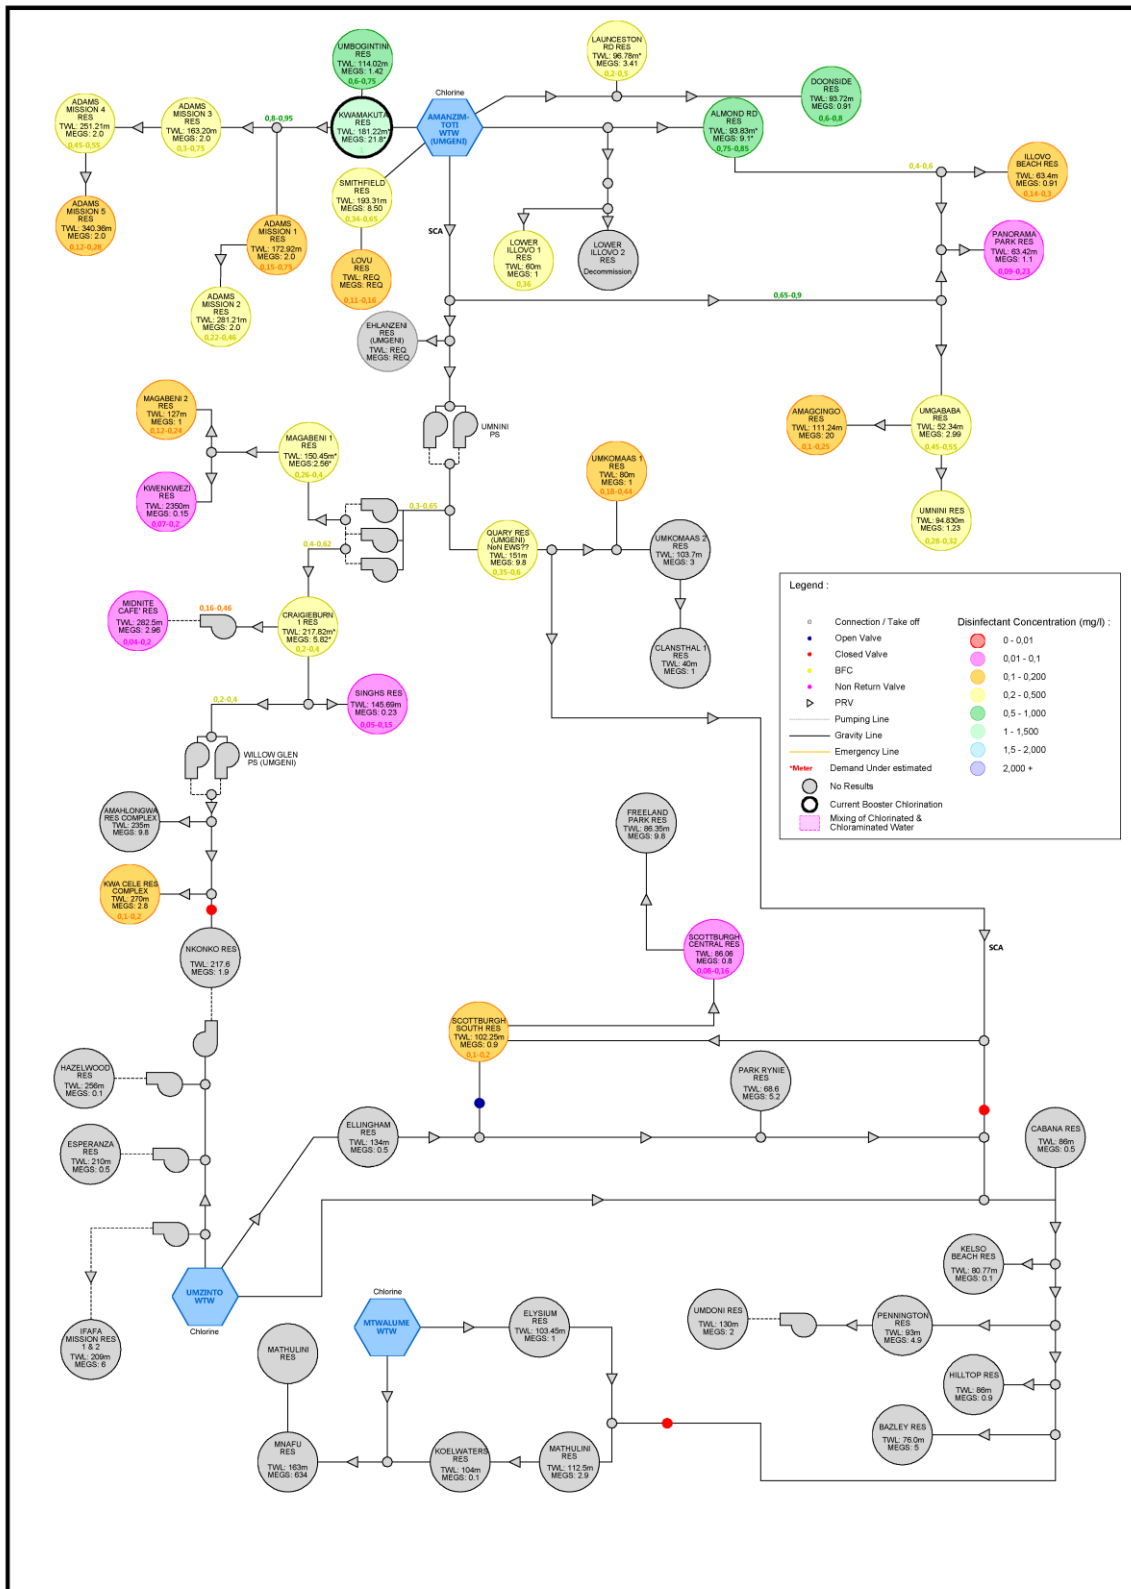 UMBOGINTINI
RES
TWL: 114.02m
MEGS: 1.42
0,6-0,75
LAUNCESTON
RD RES
TWL: 96.78m*
MEGS: 3.41
0,2-0,5
DOONSIDE
RES
TWL: 93.72m
MEGS: 0.91
0,6-0,8
ADAMS
MISSION 4
RES
TWL: 251.21m
MEGS: 2.0
0,45-0,55
ADAMS
MISSION 3
RES
TWL: 163.20m
MEGS: 2.0
0,3-0,75
0,8-0,95
KWAMAKUTA
RES
TWL: 181.22m*
MEGS: 21.8*
Chlorine
AMANZIM-
TOTI
WTW
(UMGENI)
ALMOND RD
RES
TWL: 93.83m*
MEGS: 9.1*
0,75-0,85
0,4-0,6
ILLOVO
BEACH RES
TWL: 63.4m
MEGS: 0.91
0,14-0,3
SMITHFIELD
RES
TWL: 193.31m
MEGS: 8.50
0,34-0,65
ADAMS
MISSION 5
RES
TWL: 340.36m
MEGS: 2.0
0,12-0,28
ADAMS
MISSION 1
RES
TWL: 172.92m
MEGS: 2.0
0,15-0,75
LOVU
RES
TWL: REQ
MEGS: REQ
0,11-0,16
SCA
LOWER
ILLOVO 1
RES
TWL: 60m
MEGS: 1
0,36
LOWER
ILLOVO 2
RES
Decommission
PANORAMA
PARK RES
TWL: 63.42m
MEGS: 1.1
0,09-0,23
ADAMS
MISSION 2
RES
TWL: 281.21m
MEGS: 2.0
0,22-0,46
0,65-0,9
EHLANZENI
RES
(UMGENI)
TWL: REQ
MEGS: REQ
MAGABENI 2
RES
TWL: 127m
MEGS: 1
0,12-0,24
UMNINI
PS
AMAGCINGO
RES
TWL: 111.24m
MEGS: 20
0,1-0,25
UMGABABA
RES
TWL: 52.34m
MEGS: 2.99
0,45-0,55
MAGABENI 1
RES
TWL: 150.45m*
MEGS:2.56*
0,26-0,4
UMKOMAAS 1
RES
TWL: 80m
MEGS: 1
0,18-0,44
KWENKWEZI
RES
TWL: 2350m
MEGS: 0.15
0,07-0,2
0,3-0,65
UMNINI RES
TWL: 94.830m
MEGS: 1.23
0,28-0,32
QUARY RES
(UMGENI)
NoN EWS??
TWL: 151m
MEGS: 9.8
0,35-0,6
UMKOMAAS 2
RES
TWL: 103.7m
MEGS: 3
0,4-0,62
MIDNITE
CAFE' RES
TWL: 282.5m
MEGS: 2.96
0,04-0,2
0,16-0,46
CRAIGIEBURN
1 RES
TWL: 217.82m*
MEGS: 5.82*
0,2-0,4
CLANSTHAL 1
RES
TWL: 40m
MEGS: 1
Legend :
Connection / Take off
Open Valve
Closed Valve
BFC
Non Return Valve
PRV
Pumping Line
Gravity Line
Emergency Line
*Meter Demand Under estimated
No Results
Current Booster Chlorination
Mixing of Chlorinated &
Chloraminated Water
Disinfectant Concentration (mg/l) :
0 - 0,01
0,01 - 0,1
0,1 - 0,200
0,2 - 0,500
0,5 - 1,000
1 - 1,500
1,5 - 2,000
2,000 +
0,2-0,4
SINGHS RES
TWL: 145.69m
MEGS: 0.23
0,05-0,15
WILLOW GLEN
PS (UMGENI)
AMAHLONGWA
RES COMPLEX
TWL: 235m
MEGS: 9.8
FREELAND
PARK RES
TWL: 86.35m
MEGS: 9.8
KWA CELE RES
COMPLEX
TWL: 270m
MEGS: 2.8
0,1-0,2
NKONKO RES
TWL: 217.6
MEGS: 1.9
SCOTTBURGH
CENTRAL RES
TWL: 86.06
MEGS: 0.8
0,08-0,16
SCA
SCOTTBURGH
SOUTH RES
TWL: 102.25m
MEGS: 0.9
0,1-0,2
HAZELWOOD
RES
TWL: 256m
MEGS: 0.1
PARK RYNIE
RES
TWL: 68.6
MEGS: 5.2
ELLINGHAM
RES
TWL: 134m
MEGS: 0.5
CABANA RES
TWL: 86m
MEGS: 0.5
ESPERANZA
RES
TWL: 210m
MEGS: 0.5
KELSO
BEACH RES
TWL: 80.77m
MEGS: 0.1
UMZINTO
WTW
Chlorine
Chlorine
MTWALUME
WTW
ELYSIUM
RES
TWL: 103.45m
MEGS: 1
UMDONI RES
TWL: 130m
MEGS: 2
PENNINGTON
RES
TWL: 93m
MEGS: 4.9
IFAFA
MISSION RES
1 & 2
TWL: 209m
MEGS: 6
MATHULINI
RES
HILLTOP RES
TWL: 86m
MEGS: 0.9
BAZLEY RES
TWL: 76.0m
MEGS: 5
MNAFU
RES
TWL: 163m
MEGS: 634
KOELWATERS
RES
TWL: 104m
MEGS: 0.1
MATHULINI
RES
TWL: 112.5m
MEGS: 2.9